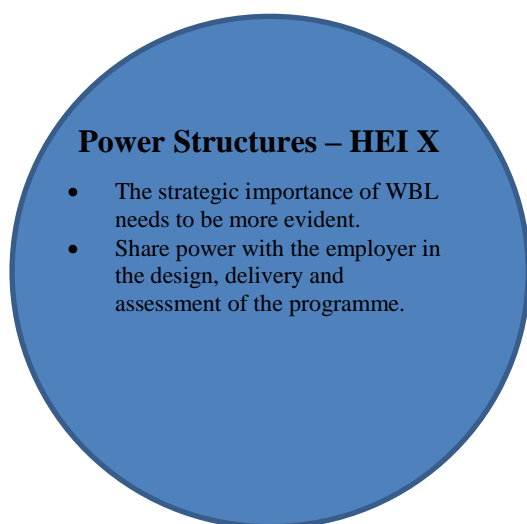 Power Structures – HEI X
• The strategic importance of WBL
needs to be more evident.
• Share power with the employer in
the design, delivery and
assessment of the programme.